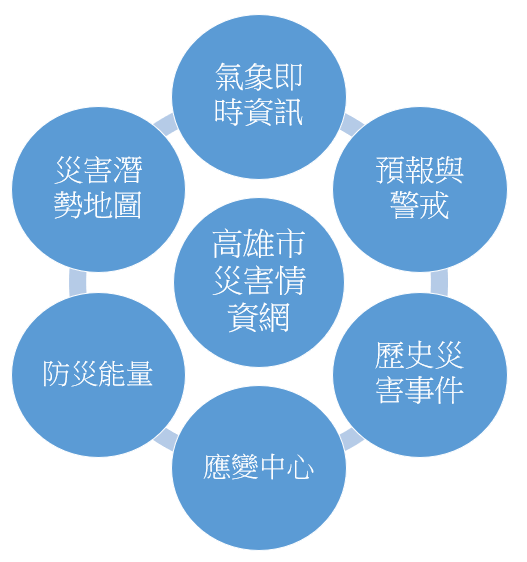 氣象即
時資訊
預報與
警戒
歷史災
害事件
應變中心
防災能量
災害潛
勢地圖
高雄市
災害情
資網